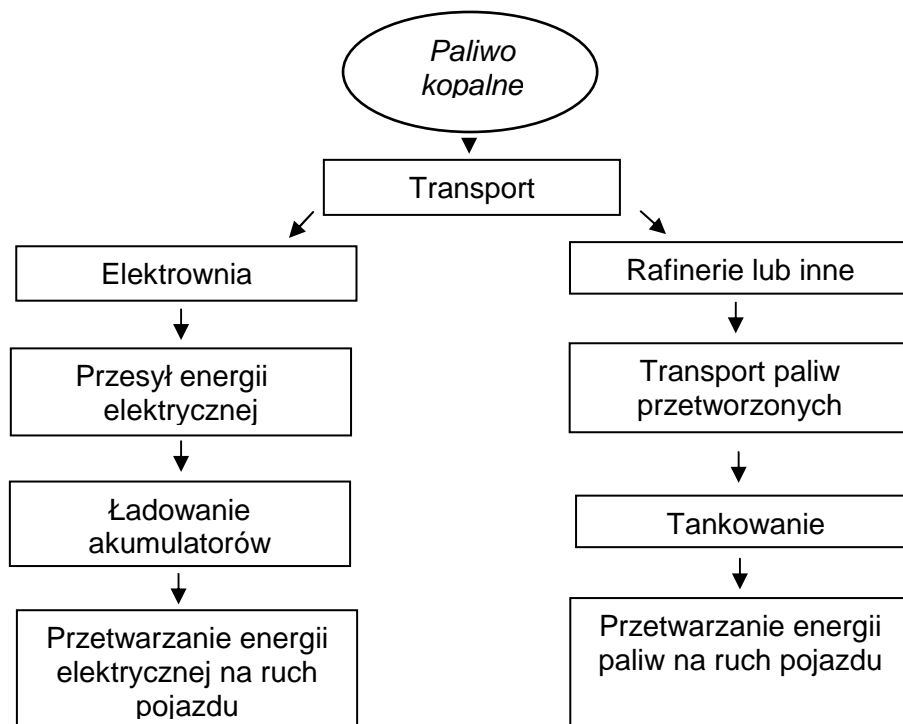 Paliwo
kopalne
Transport
Elektrownia
Rafinerie lub inne
Przesył energii
elektrycznej
Transport paliw
przetworzonych
Ładowanie
akumulatorów
Tankowanie
Przetwarzanie energii
elektrycznej na ruch
pojazdu
Przetwarzanie energii
paliw na ruch pojazdu